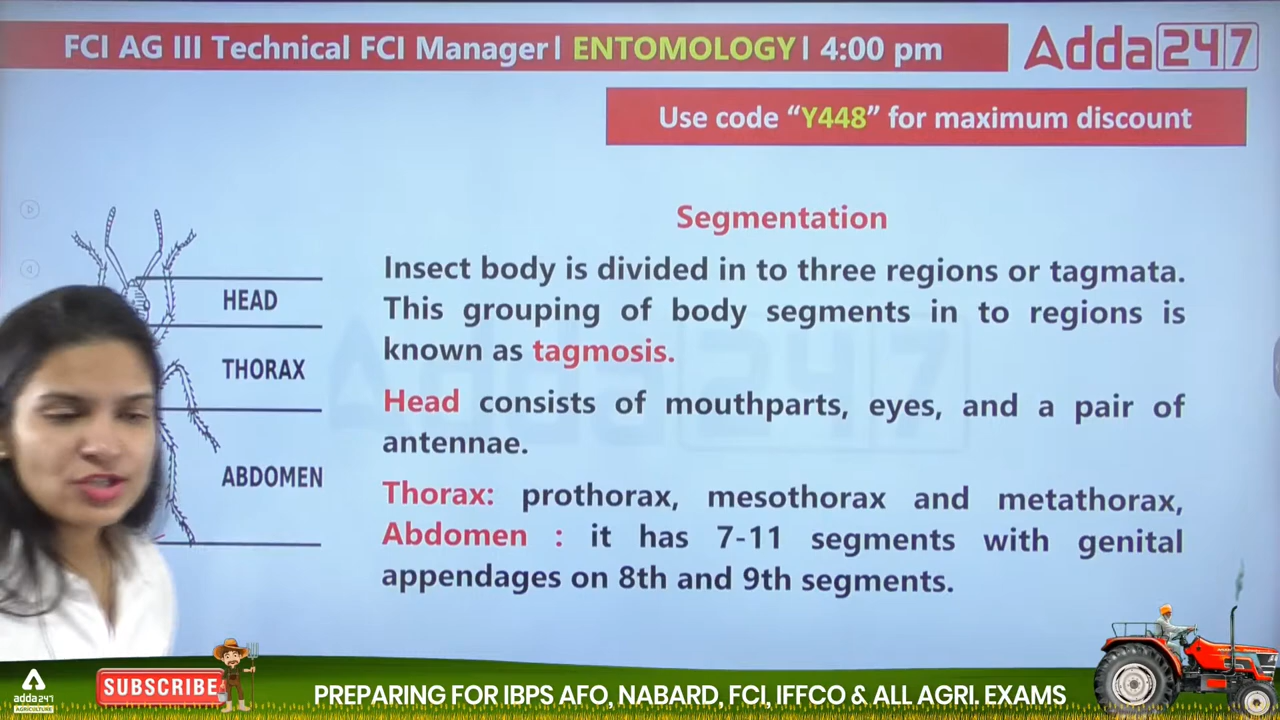 FCI AG III Technical FCI Manager| ENTOMOLOGY| 4:00 pm
Adda247
Use code “Y448” for maximum discount
Segmentation
Insect body is divided in to three regions or tagmata.
This grouping of body segments in to regions is
known as tagmosis.
Head consists of mouthparts, eyes, and a pair of
antennae.
Thorax: prothorax, mesothorax and metathorax,
Abdomen : it has 7-11 segments with genital
appendages on 8th and 9th segments.
HEAD
THORAX
ABDOMEN
adda247
AGRICULTURE
SUBSCRIBE
PREPARING FOR IBPS AFO, NABARD, FCI, IFFCO & ALL AGRI. EXAMS